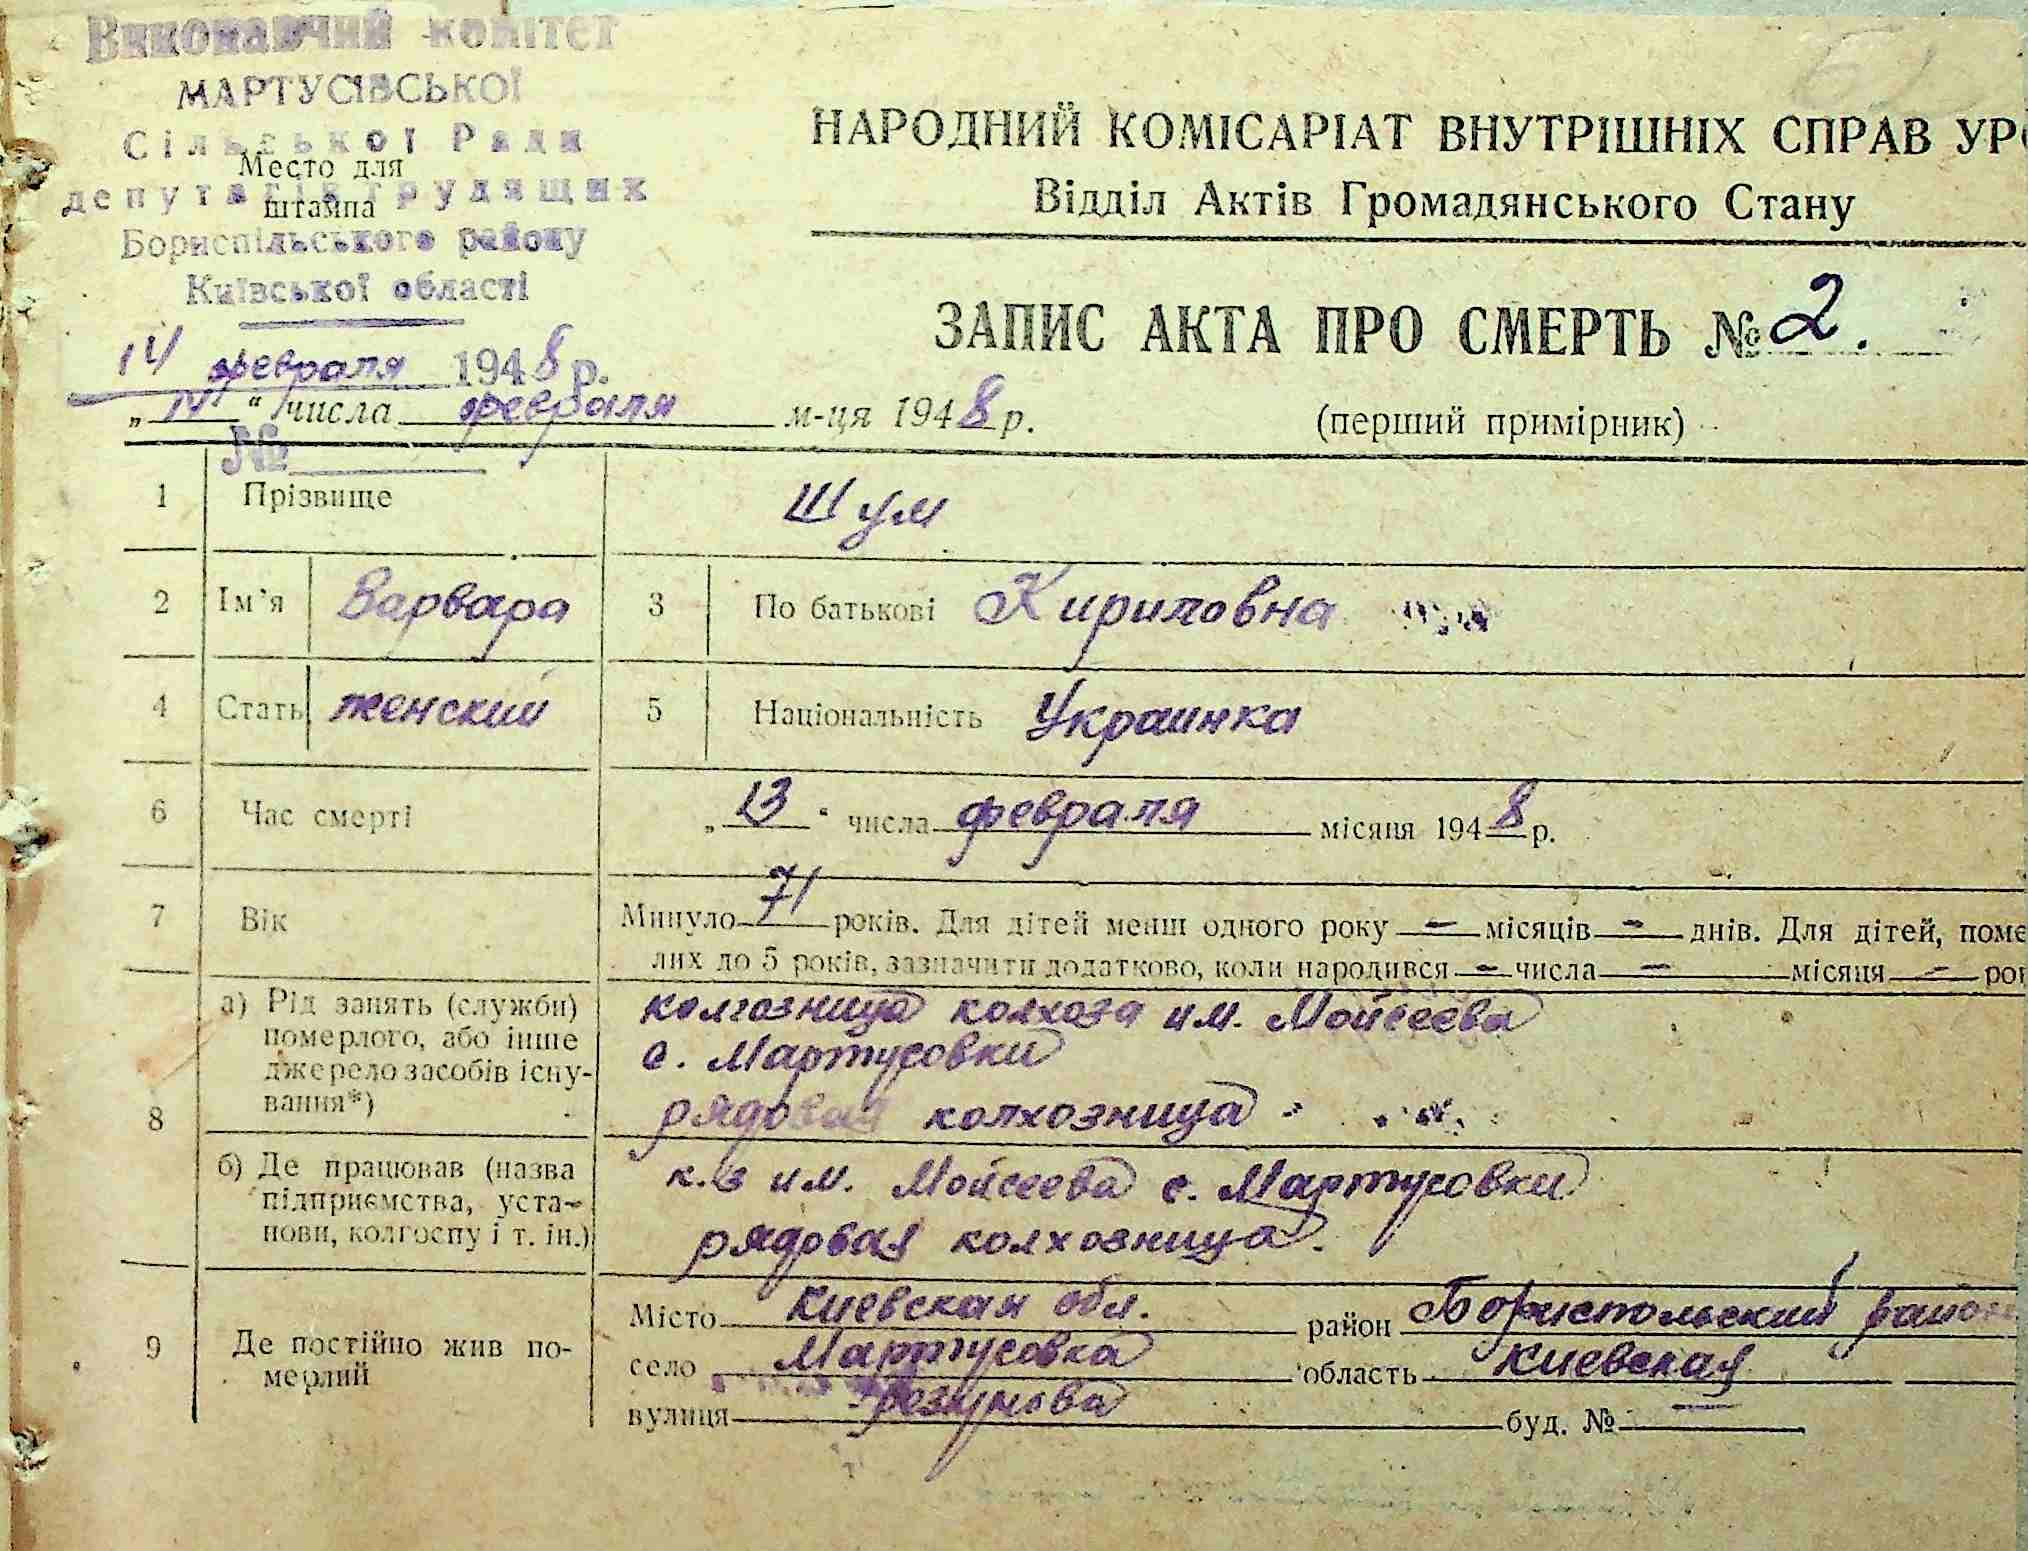 Виконавчий комітет
МАРТУСІВСЬКОЇ
Сільської Ради
Место для
депутатів трудящих
штампа
Бориспільського району
Київської області
14 февраля 1948 р.
НАРОДНИЙ КОМІСАРІАТ ВНУТРІШНІХ СПРАВ УР
Відділ Актів Громадянського Стану
ЗАПИС АКТА ПРО СМЕРТЬ № 2.
„14“ числа февраля м-ця 1948 р.
(перший примірник)
№
1 Прізвище Шум
2 Ім'я Варвара 3 По батькові Кириловна
4 Стать женский 5 Національність Украинка
6 Час смерті „13“ числа февраля місяця 1948 р.
7 Вік Минуло 71 років. Для дітей менш одного року – місяців – днів. Для дітей, поме
лих до 5 років, зазначити додатково, коли народився – числа – місяця – ро
8 а) Рід занять (служби) померлого, або інше джерело засобів існу-
вання*)
колгозница колхоза им. Мойсеева
с. Мартусовки
рядовая колхозница
б) Де працював (назва
підприємства, уста-
нови, колгоспу і т. ін.)
к-з им. Мойсеева с. Мартусовки
рядовая колхозница.
9 Де постійно жив по-
мерлий
Місто Киевская обл. район Бориспольский район
село Мартусовка область Киевская
вулиця буд. № —